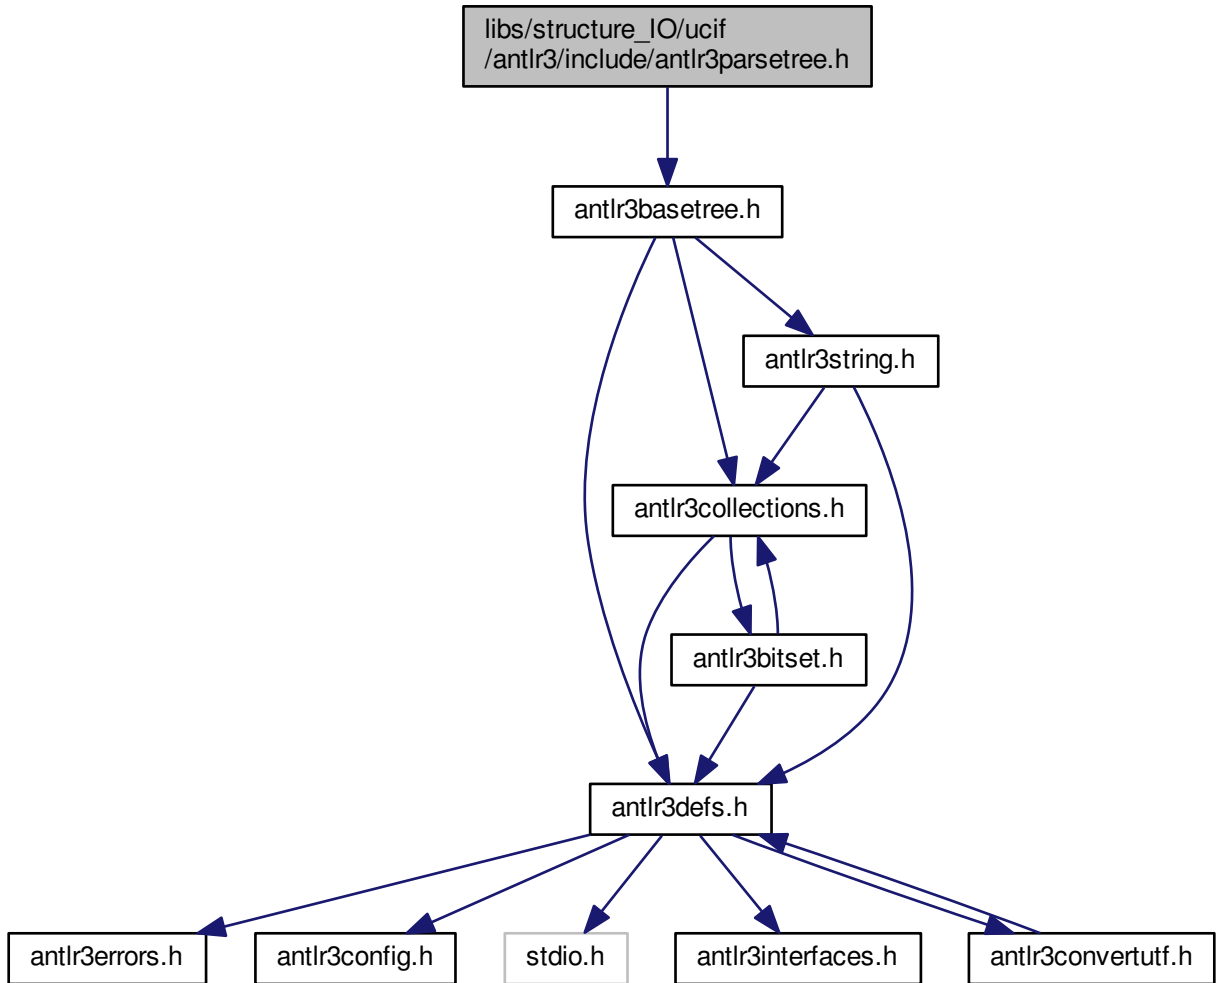 libs/structure_IO/ucif
/antlr3/include/antlr3parsetree.h
antlr3basetree.h
antlr3string.h
antlr3collections.h
antlr3bitset.h
antlr3defs.h
antlr3errors.h
antlr3config.h
stdio.h
antlr3interfaces.h
antlr3convertutf.h